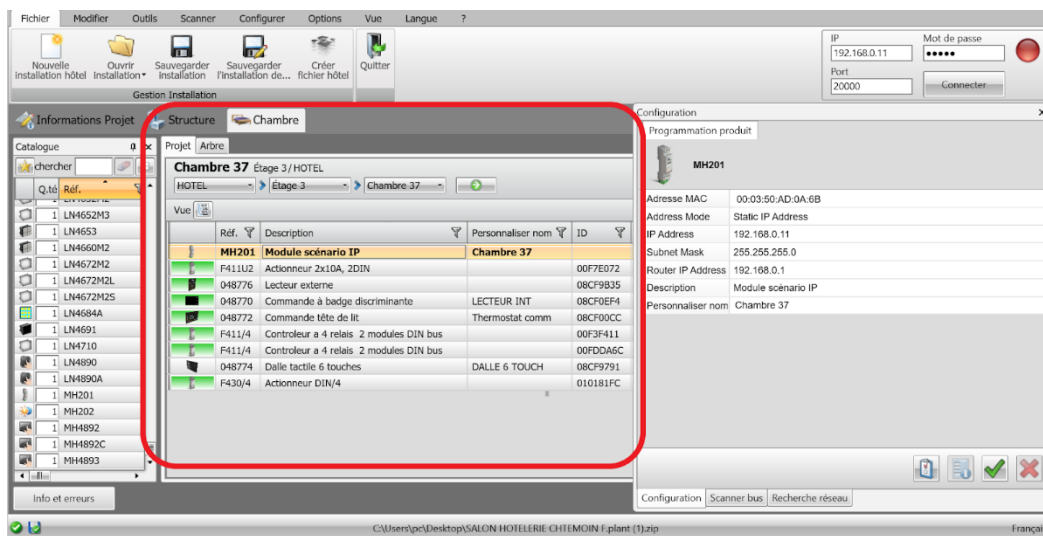 Fichier Modifier Outils Scanner Configurer Options Vue Langue ?
Nouvelle installation hôtel
Ouvrir installation
Sauvegarder installation
Sauvegarder l'installation de...
Créer fichier hôtel
Quitter
Gestion Installation
IP
192.168.0.11
Mot de passe
●●●●●
Port
20000
Connecter
Informations Projet Structure Chambre
Catalogue
chercher
Q.té Réf.
1 LN4652M3
1 LN4653
1 LN4660M2
1 LN4672M2
1 LN4672M2L
1 LN4672M2S
1 LN4684A
1 LN4691
1 LN4710
1 LN4890
1 LN4890A
1 MH201
1 MH202
1 MH4892
1 MH4892C
1 MH4893
Info et erreurs
Projet Arbre
Chambre 37 Étage 3/HOTEL
HOTEL Étage 3 Chambre 37
Vue
Réf. Description Personnaliser nom ID
MH201 Module scénario IP Chambre 37
F411U2 Actionneur 2x10A, 2DIN 00F7E072
048776 Lecteur externe 08CF9B35
048770 Commande à badge discriminante LECTEUR INT 08CF0EF4
048772 Commande tête de lit Thermostat comm 08CF00CC
F411/4 Controleur a 4 relais 2 modules DIN bus 00F3F411
F411/4 Controleur a 4 relais 2 modules DIN bus 00FDDA6C
048774 Dalle tactile 6 touches DALLE 6 TOUCH 08CF9791
F430/4 Actionneur DIN/4 010181FC
Configuration
Programmation produit
MH201
Adresse MAC 00:03:50:AD:0A:6B
Address Mode Static IP Address
IP Address 192.168.0.11
Subnet Mask 255.255.255.0
Router IP Address 192.168.0.1
Description Module scénario IP
Personnaliser nom Chambre 37
Configuration Scanner bus Recherche réseau
C:\Users\pc\Desktop\SALON HOTELERIE CHTEMOIN F.plant (1).zip
Françai